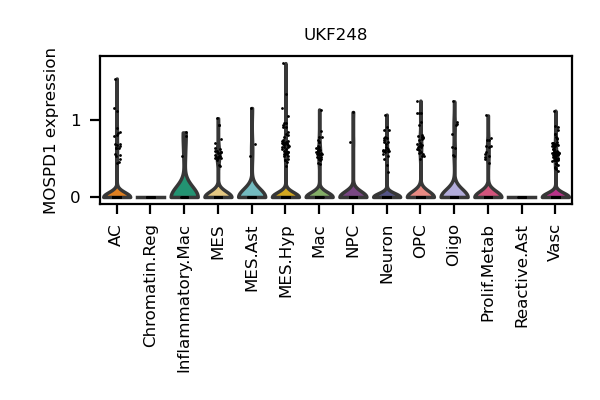 UKF248
MOSPD1 expression
1
0
AC
Chromatin.Reg
Inflammatory.Mac
MES
MES.Ast
MES.Hyp
Mac
NPC
Neuron
OPC
Oligo
Prolif.Metab
Reactive.Ast
Vasc